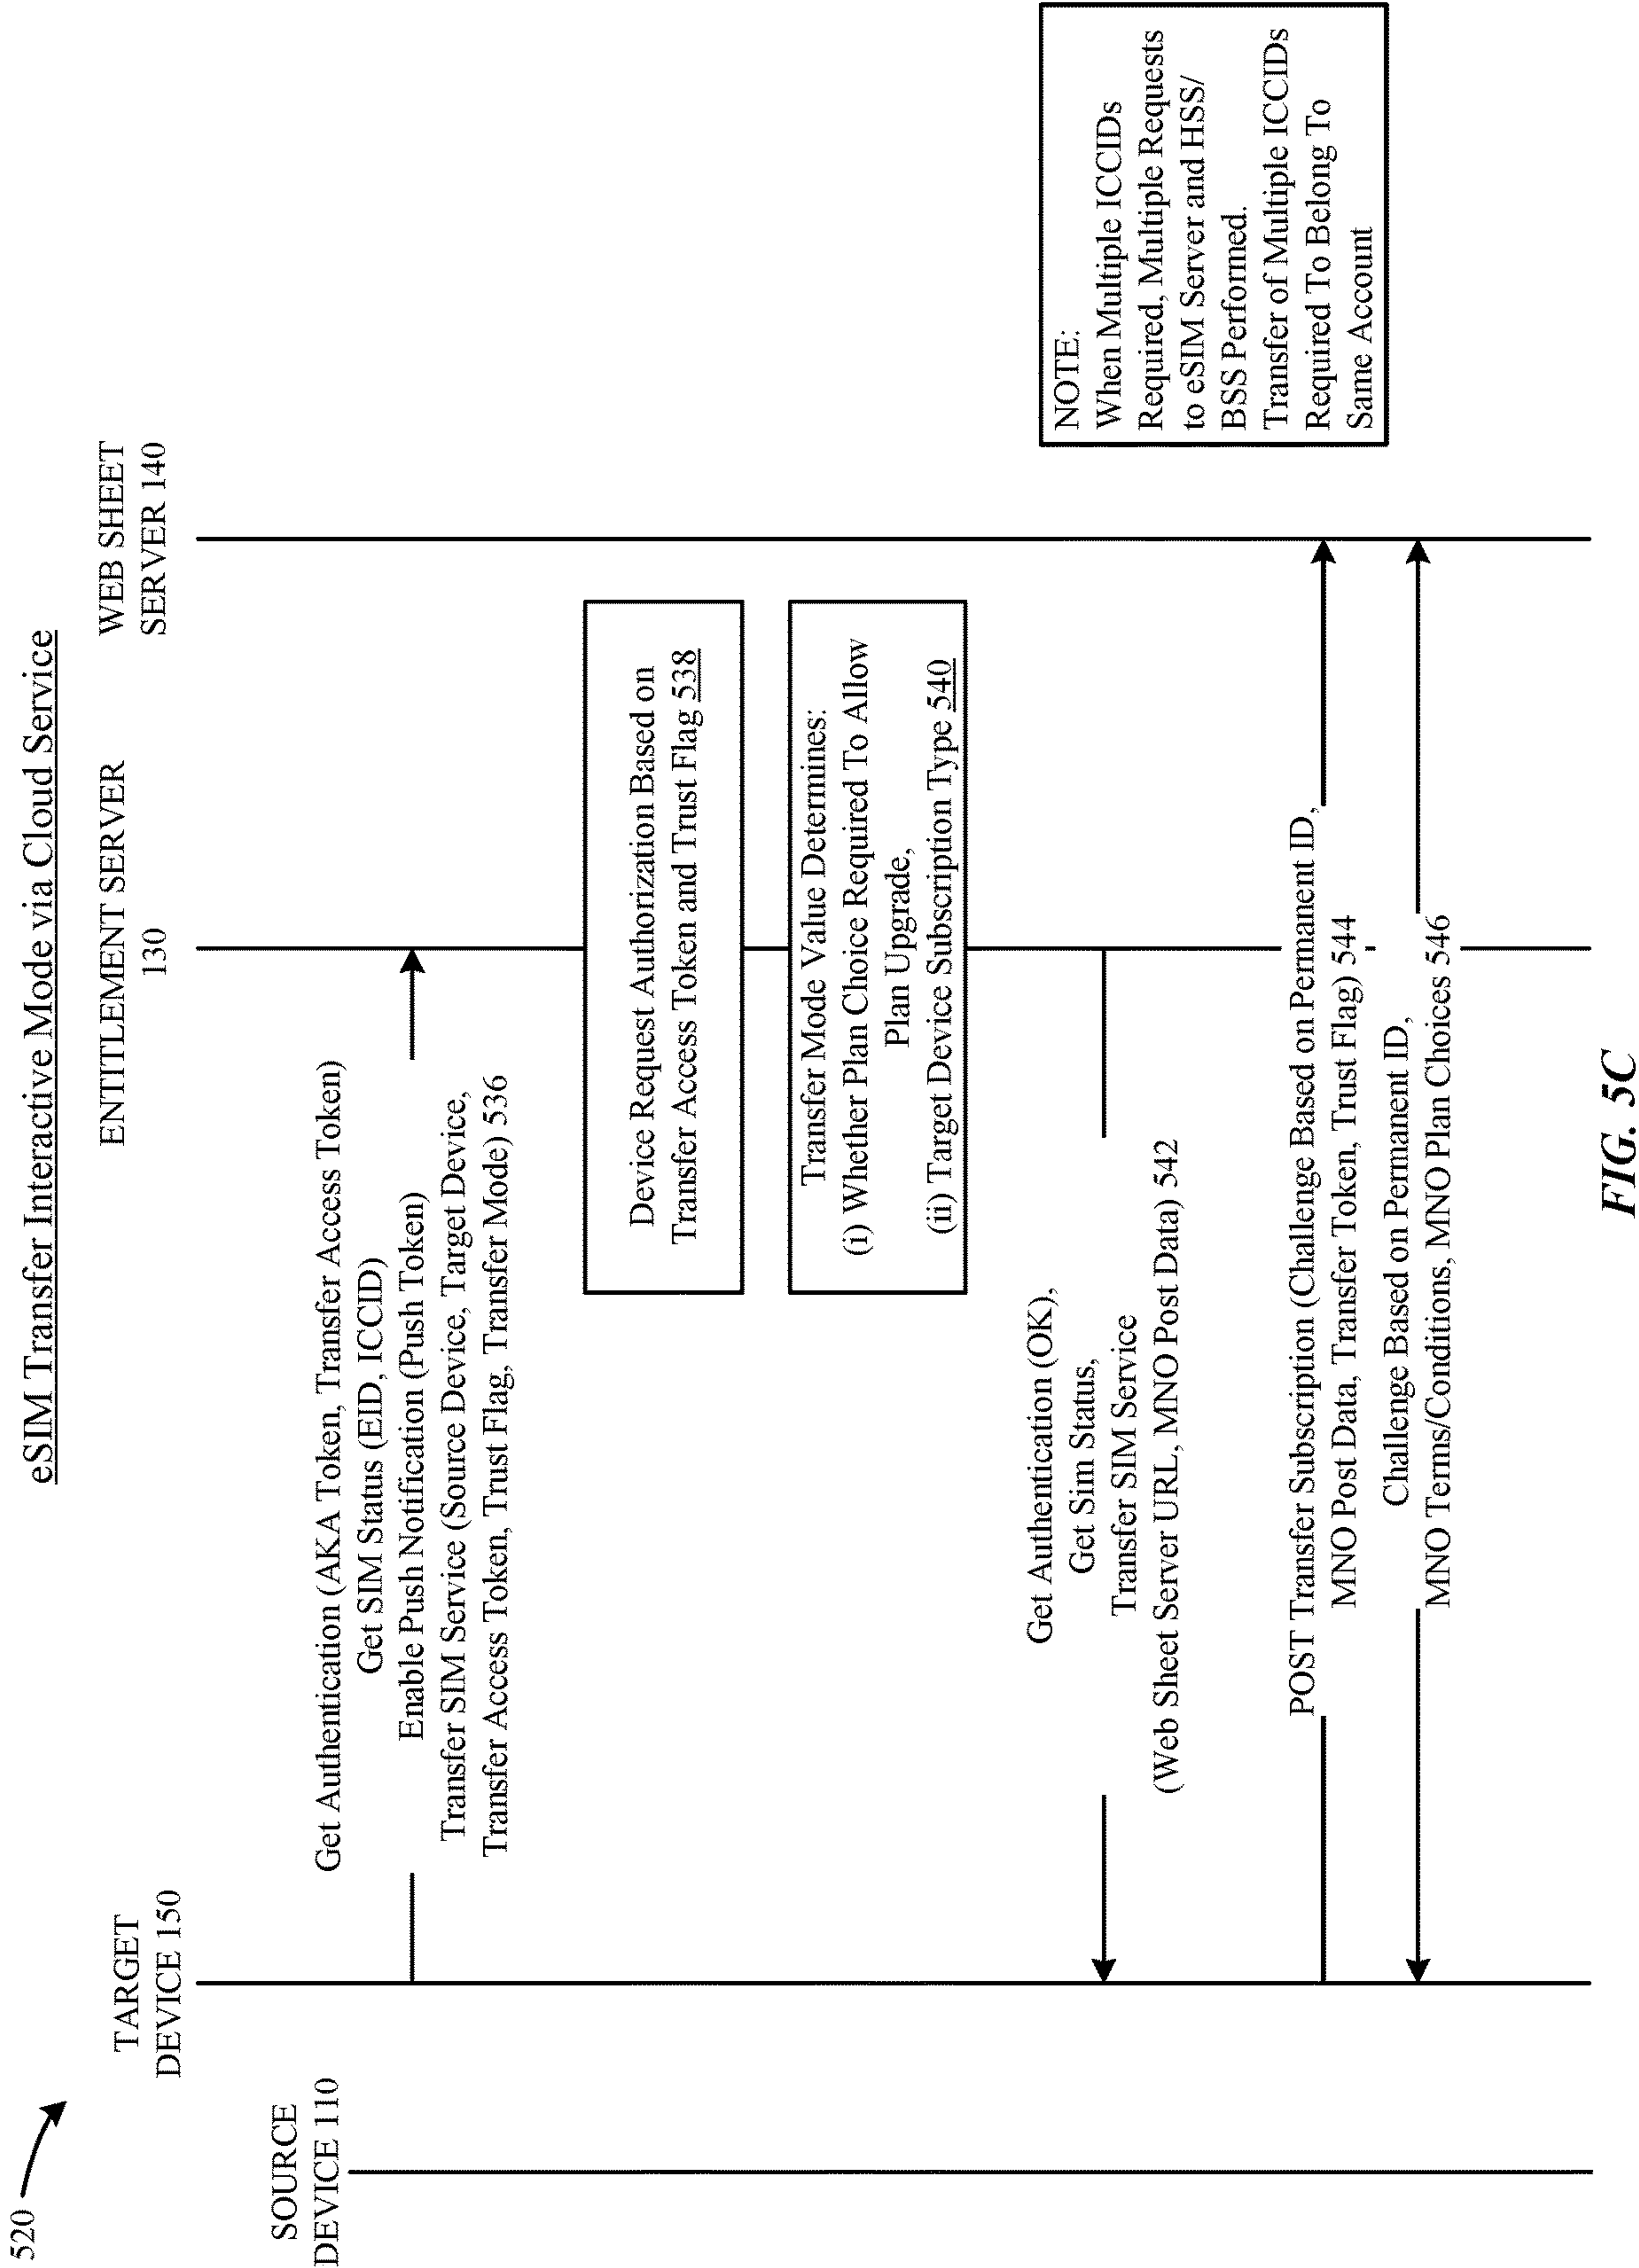 520
eSIM Transfer Interactive Mode via Cloud Service
SOURCE
DEVICE 110
TARGET
DEVICE 150
ENTITLEMENT SERVER
130
WEB SHEET
SERVER 140
Get Authentication (AKA Token, Transfer Access Token)
Get SIM Status (EID, ICCID)
Enable Push Notification (Push Token)
Transfer SIM Service (Source Device, Target Device,
Transfer Access Token, Trust Flag, Transfer Mode) 536
Device Request Authorization Based on
Transfer Access Token and Trust Flag 538
Transfer Mode Value Determines:
(i) Whether Plan Choice Required To Allow
Plan Upgrade,
(ii) Target Device Subscription Type 540
Get Authentication (OK),
Get Sim Status,
Transfer SIM Service
(Web Sheet Server URL, MNO Post Data) 542
POST Transfer Subscription (Challenge Based on Permanent ID,
MNO Post Data, Transfer Token, Trust Flag) 544
Challenge Based on Permanent ID,
MNO Terms/Conditions, MNO Plan Choices 546
NOTE:
When Multiple ICCIDs
Required, Multiple Requests
to eSIM Server and HSS/
BSS Performed.
Transfer of Multiple ICCIDs
Required To Belong To
Same Account
FIG. 5C